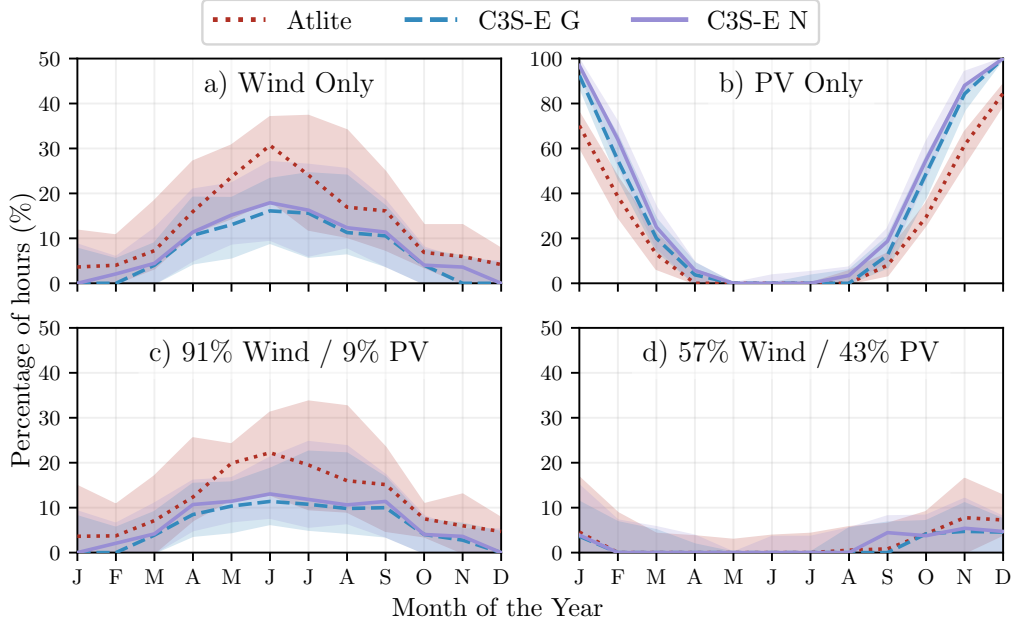 Atlite C3S-E G C3S-E N
a) Wind Only
50
40
30
20
10
0
J F M A M J J A S O N D
b) PV Only
100
80
60
40
20
0
J F M A M J J A S O N D
c) 91% Wind / 9% PV
50
40
30
20
10
0
J F M A M J J A S O N D
d) 57% Wind / 43% PV
50
40
30
20
10
0
J F M A M J J A S O N D
Percentage of hours (%)
Month of the Year